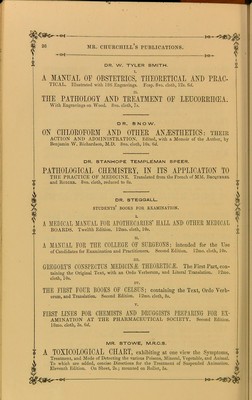 36 MR. CHURCHILL'S PUBLICATIONS.
DR. W. TYLER SMITH.
I.
A MANUAL OF OBSTETRICS, THEORETICAL AND PRAC-
TICAL. Illustrated with 186 Engravings. Fcap. 8vo. cloth, 12s. 6d.
II.
THE PATHOLOGY AND TREATMENT OF LEUCORRHŒA.
With Engravings on Wood. 8vo. cloth, 7s.
DR. SNOW.
ON CHLOROFORM AND OTHER ANÆSTHETICS: THEIR
ACTION AND ADMINISTRATION. Edited, with a Memoir of the Author, by
Benjamin W. Richardson, M.D. 8vo. cloth, 10s. 6d.
DR. STANHOPE TEMPLEMAN SPEER.
PATHOLOGICAL CHEMISTRY, IN ITS APPLICATION TO
THE PRACTICE OF MEDICINE. Translated from the French of MM. Becquerel
and Rodier. 8vo. cloth, reduced to 8s.
DR. STEGGALL.
STUDENTS' BOOKS FOR EXAMINATION.
I.
A MEDICAL MANUAL FOR APOTHECARIES' HALL AND OTHER MEDICAL
BOARDS. Twelfth Edition. 12mo. cloth, 10s.
II.
A MANUAL FOR THE COLLEGE OF SURGEONS; intended for the Use
of Candidates for Examination and Practitioners. Second Edition. 12mo. cloth, 10s.
III.
GREGORY'S CONSPECTUS MEDICINÆ THEORETICÆ. The First Part, con-
taining the Original Text, with an Ordo Verborum, and Literal Translation. 12mo.
cloth, 10s.
IV.
THE FIRST FOUR BOOKS OF CELSUS; containing the Text, Ordo Ver-
borum, and Translation. Second Edition. 12mo. cloth, 8s.
V.
FIRST LINES FOR CHEMISTS AND DRUGGISTS PREPARING FOR EX-
AMINATION AT THE PHARMACEUTICAL SOCIETY. Second Edition.
12mo. cloth, 3s. 6d.
MR. STOWE, M.R.C.S.
A TOXICOLOGICAL CHART, exhibiting at one view the Symptoms,
Treatment, and Mode of Detecting the various Poisons, Mineral, Vegetable, and Animal.
To which are added, concise Directions for the Treatment of Suspended Animation.
Eleventh Edition. On Sheet, 2s.; mounted on Roller, 5s.